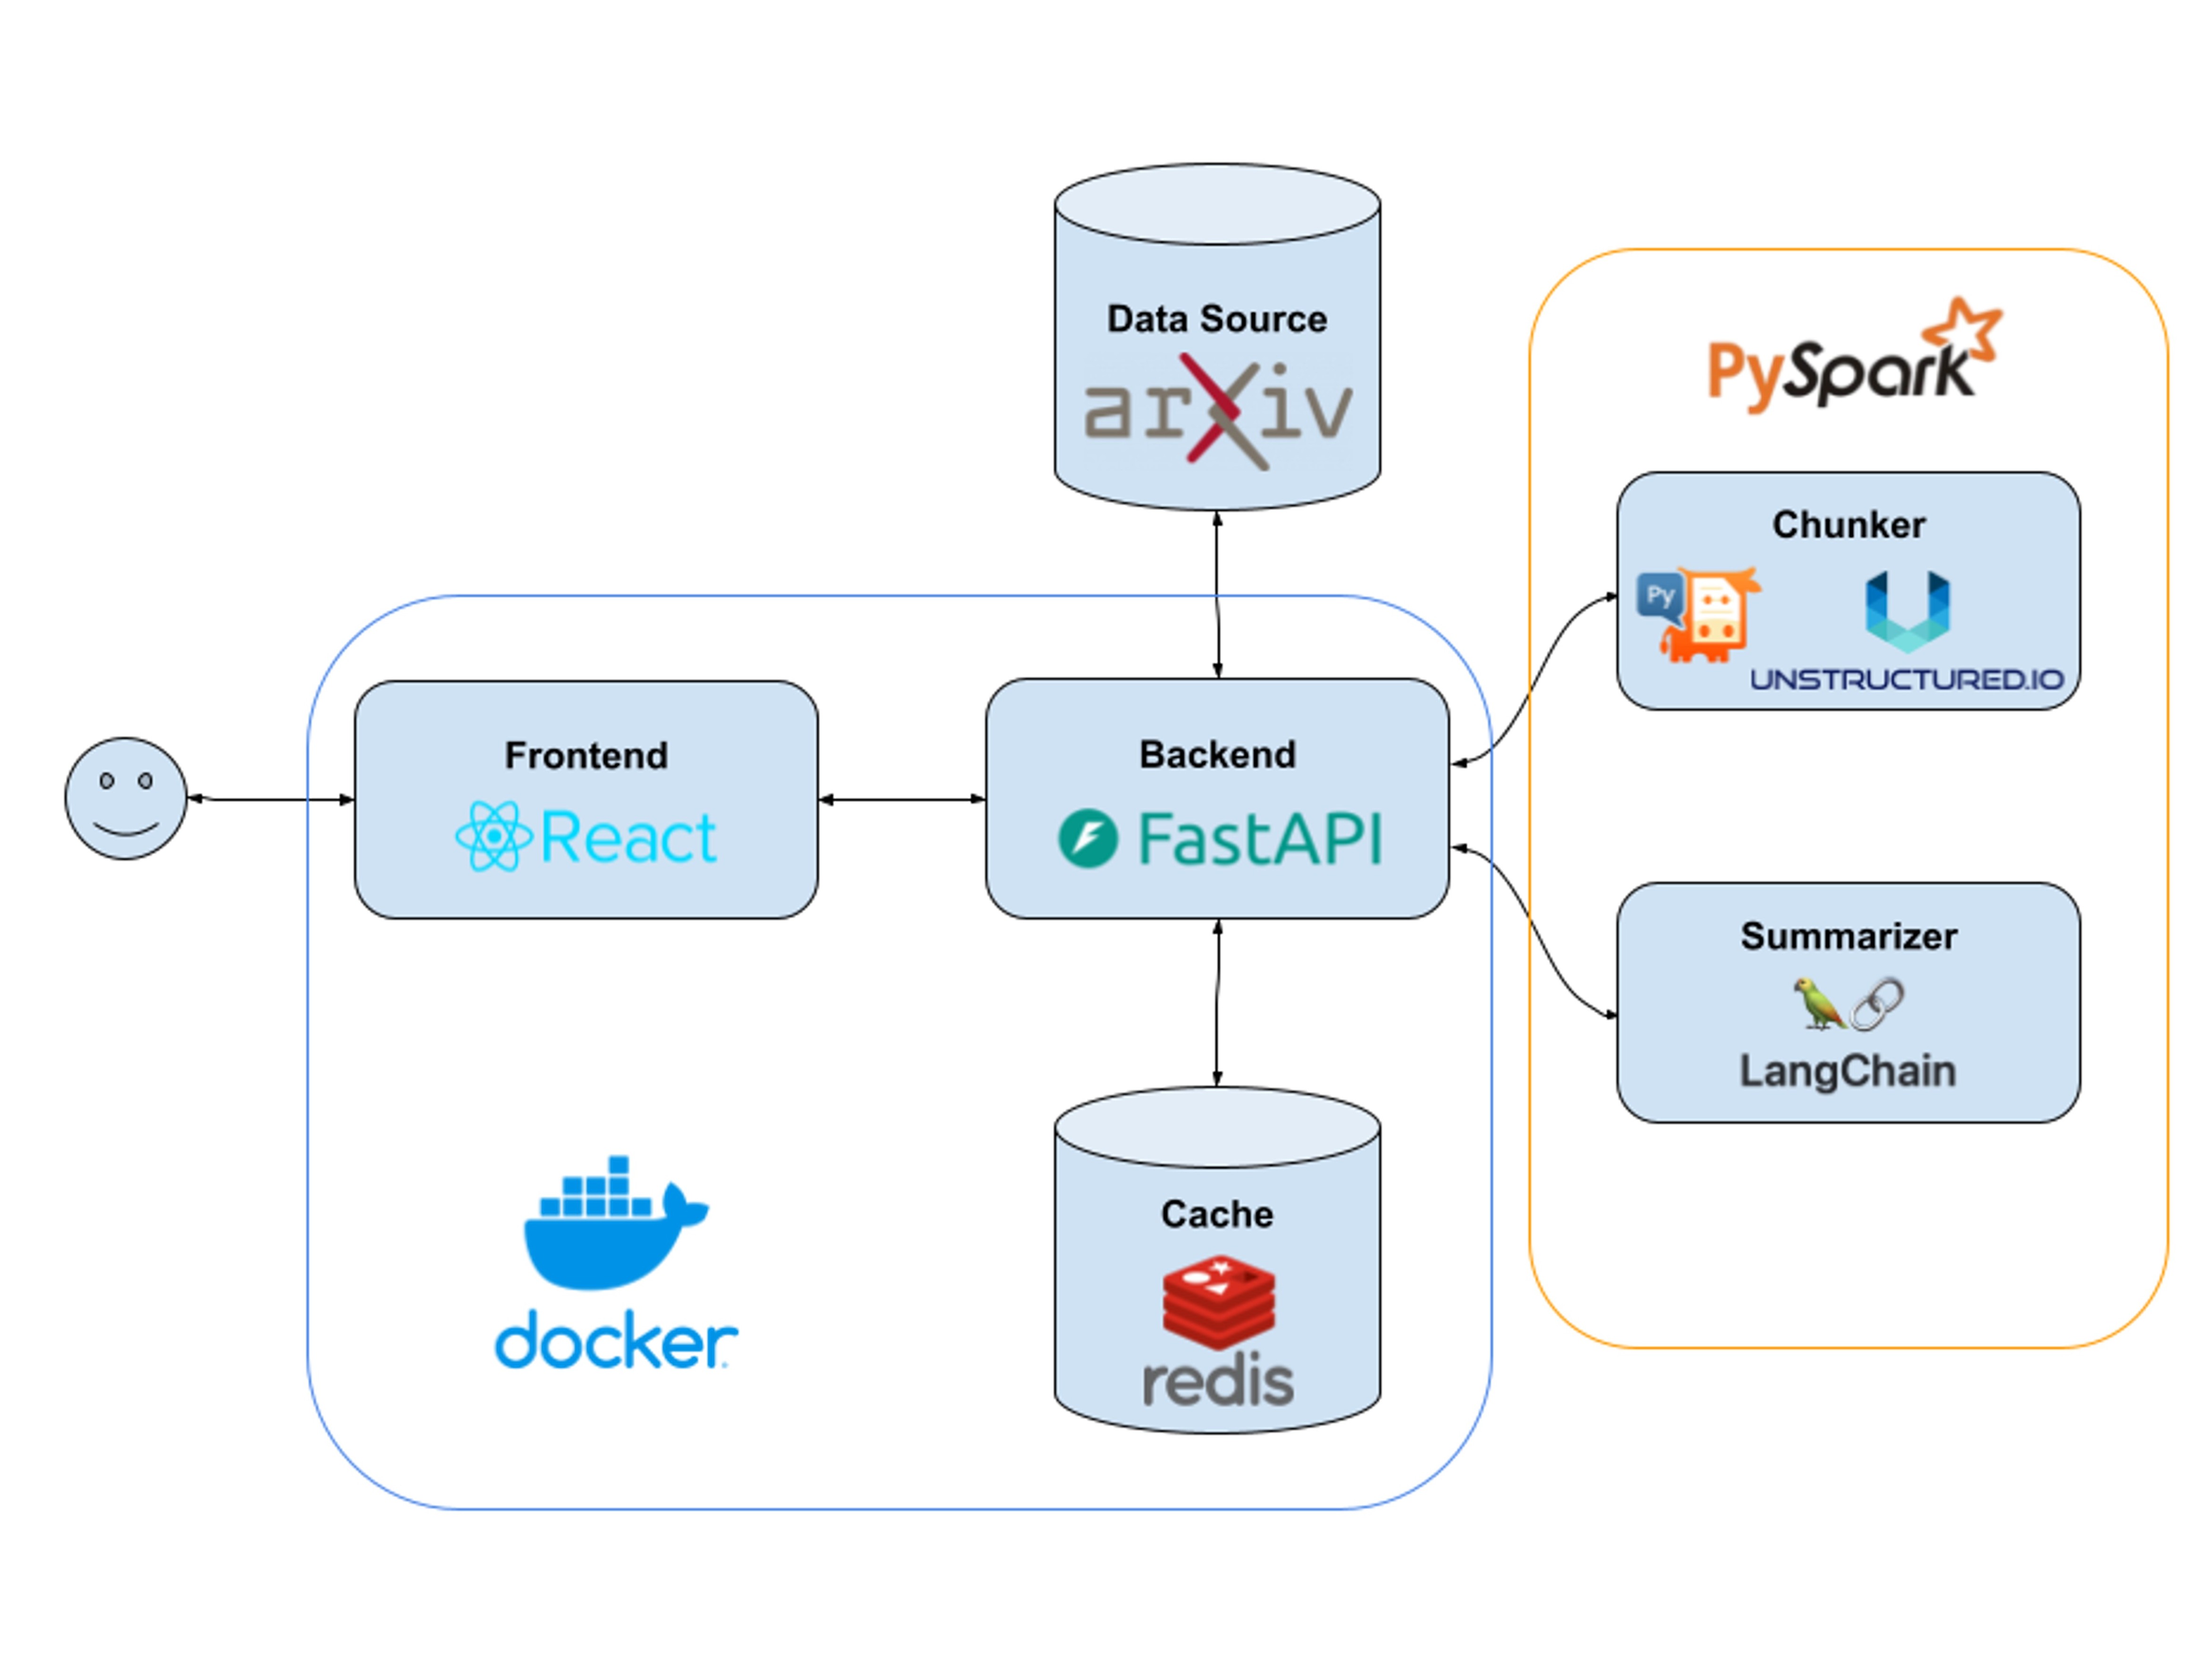 Data Source
arXiv
PySpark
Chunker
Py
UNSTRUCTURED.IO
Frontend
React
Backend
FastAPI
Summarizer
LangChain
docker
Cache
redis